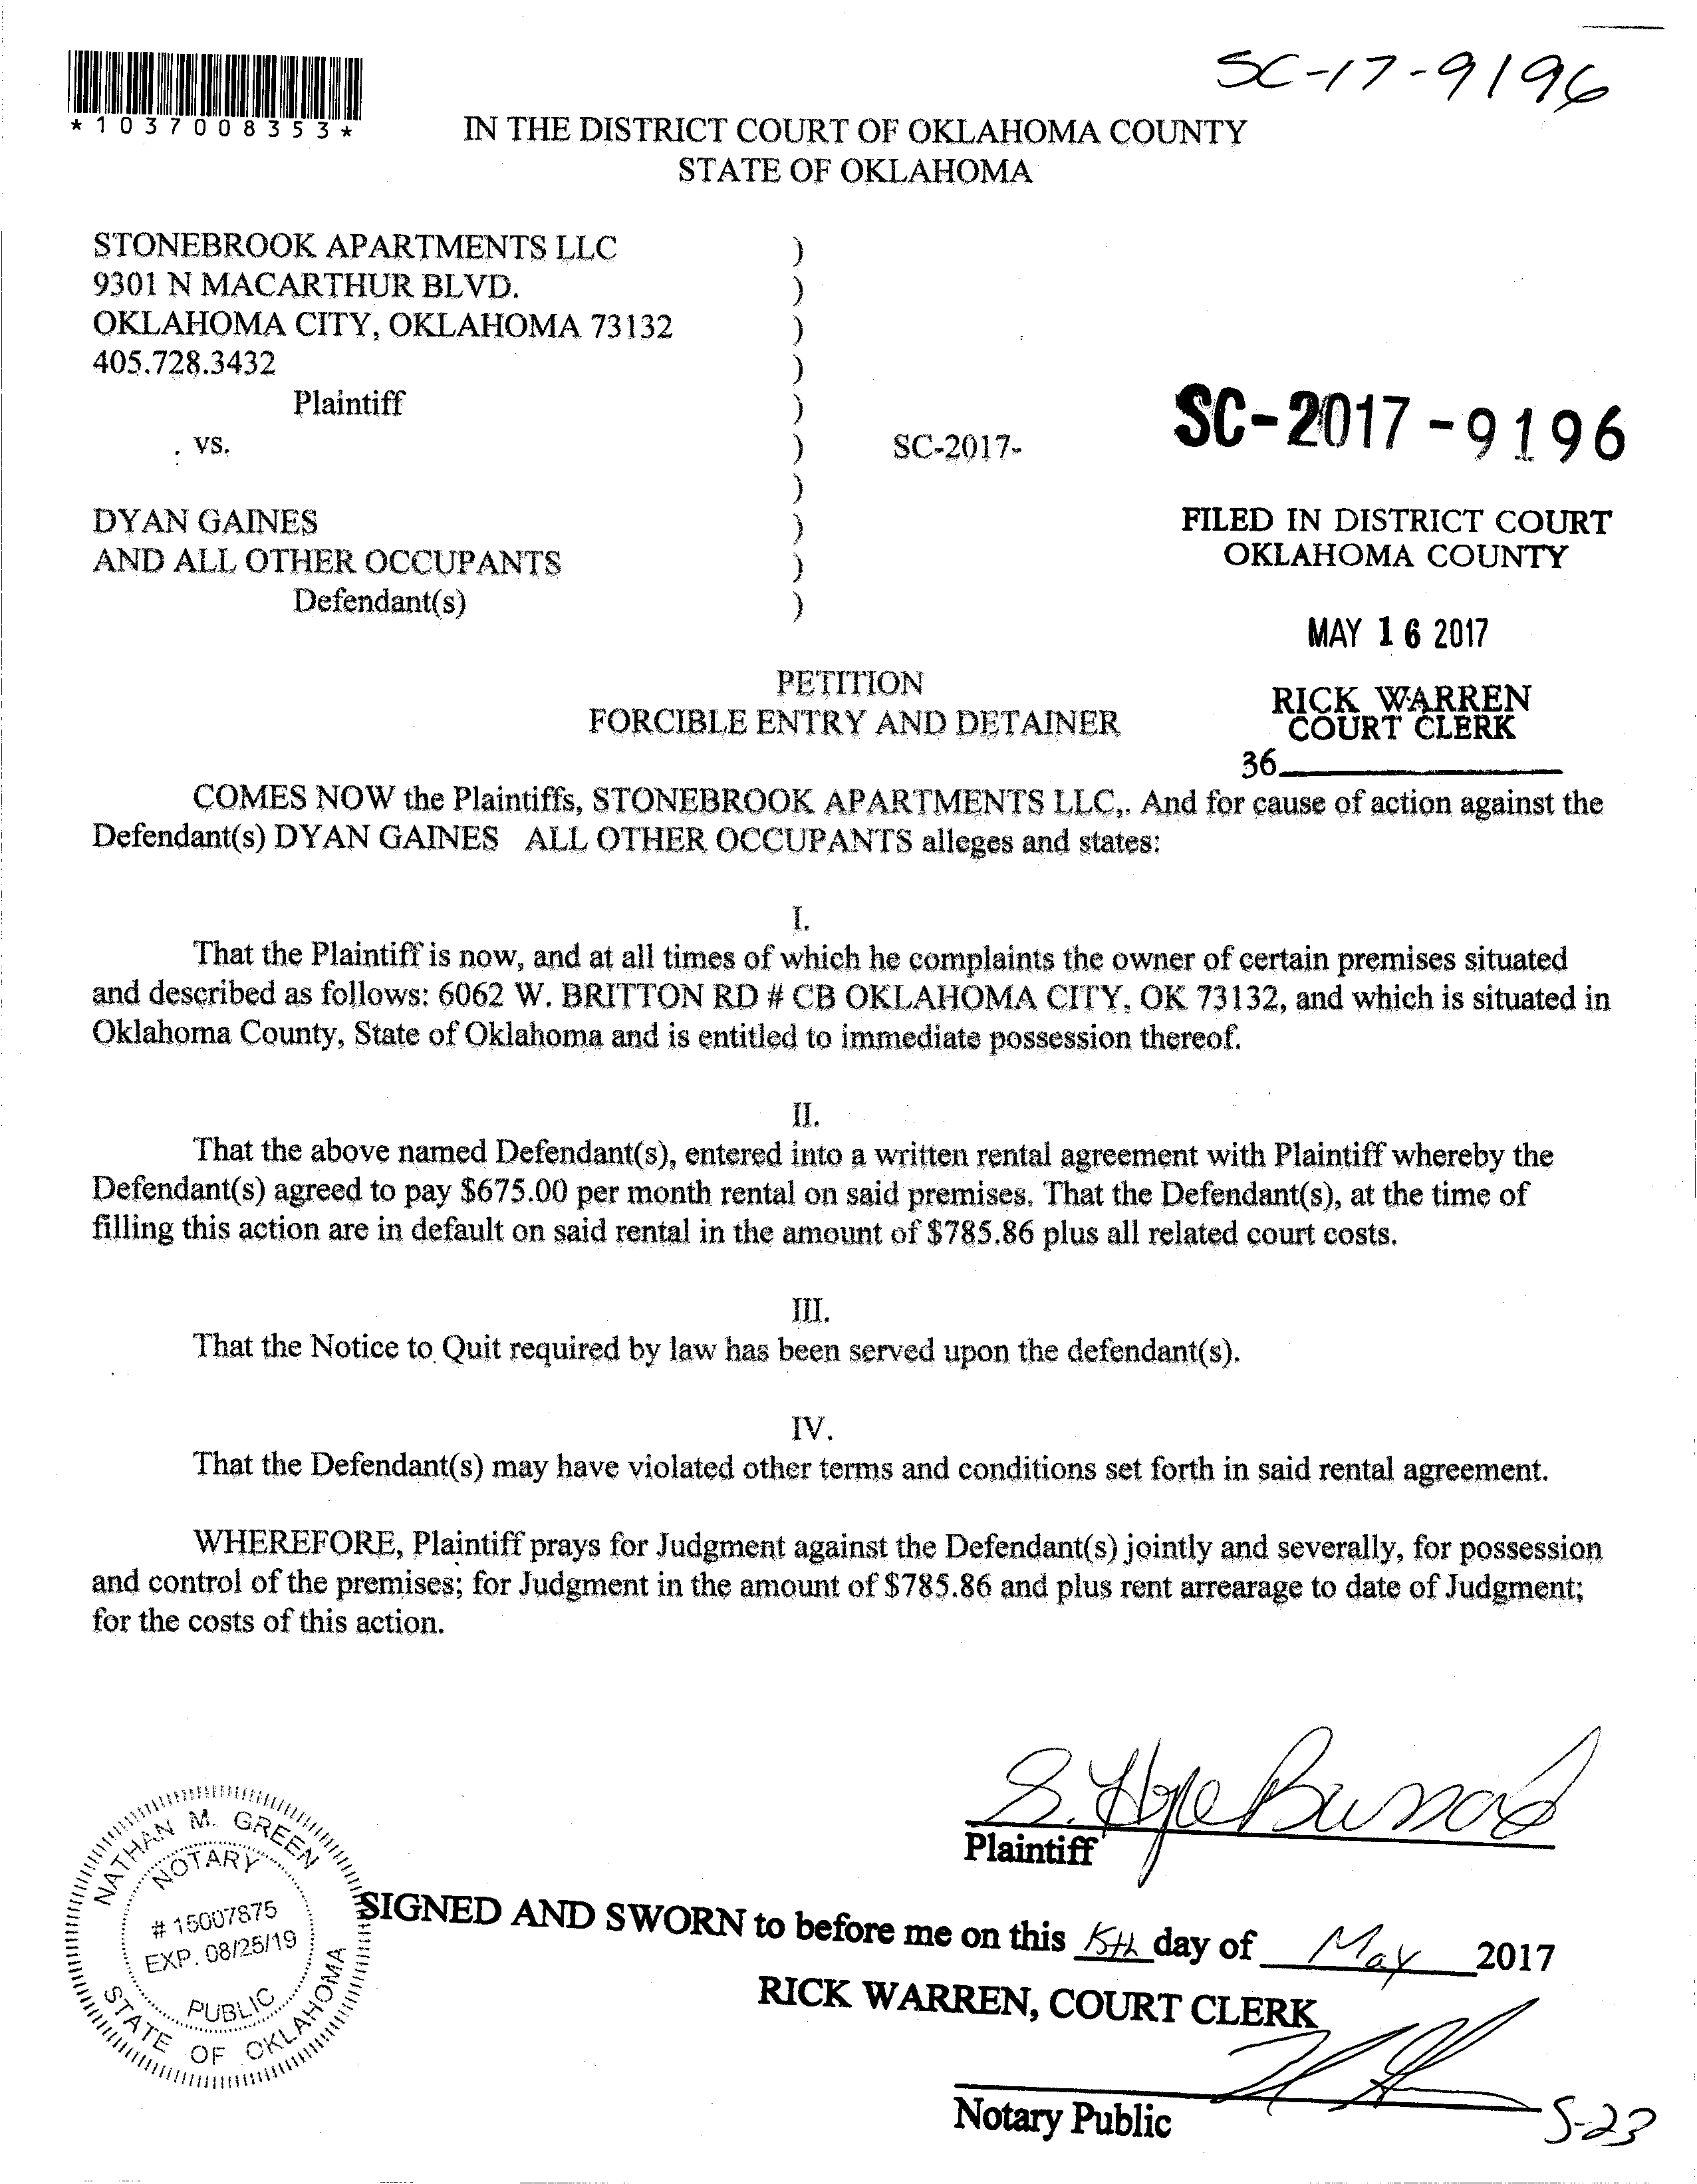 SC-17-9196
*1037008353*
IN THE DISTRICT COURT OF OKLAHOMA COUNTY
STATE OF OKLAHOMA
STONEBROOK APARTMENTS LLC )
9301 N MACARTHUR BLVD. )
OKLAHOMA CITY, OKLAHOMA 73132 )
405.728.3432 )
Plaintiff )
vs. ) SC-2017- SC-2017-9196
)
DYAN GAINES )
AND ALL OTHER OCCUPANTS )
Defendant(s) )
FILED IN DISTRICT COURT
OKLAHOMA COUNTY
MAY 16 2017
RICK WARREN
COURT CLERK
36
PETITION
FORCIBLE ENTRY AND DETAINER
COMES NOW the Plaintiffs, STONEBROOK APARTMENTS LLC,. And for cause of action against the
Defendant(s) DYAN GAINES ALL OTHER OCCUPANTS alleges and states:
I.
That the Plaintiff is now, and at all times of which he complaints the owner of certain premises situated
and described as follows: 6062 W. BRITTON RD # CB OKLAHOMA CITY, OK 73132, and which is situated in
Oklahoma County, State of Oklahoma and is entitled to immediate possession thereof.
II.
That the above named Defendant(s), entered into a written rental agreement with Plaintiff whereby the
Defendant(s) agreed to pay $675.00 per month rental on said premises. That the Defendant(s), at the time of
filling this action are in default on said rental in the amount of $785.86 plus all related court costs.
III.
That the Notice to Quit required by law has been served upon the defendant(s).
IV.
That the Defendant(s) may have violated other terms and conditions set forth in said rental agreement.
WHEREFORE, Plaintiff prays for Judgment against the Defendant(s) jointly and severally, for possession
and control of the premises; for Judgment in the amount of $785.86 and plus rent arrearage to date of Judgment;
for the costs of this action.
S. Hope
Plaintiff
NATHAN M. GREEN
NOTARY
# 15007875
EXP. 08/25/19
PUBLIC
STATE OF OKLAHOMA
SIGNED AND SWORN to before me on this 15th day of May 2017
RICK WARREN, COURT CLERK
Notary Public
5-23